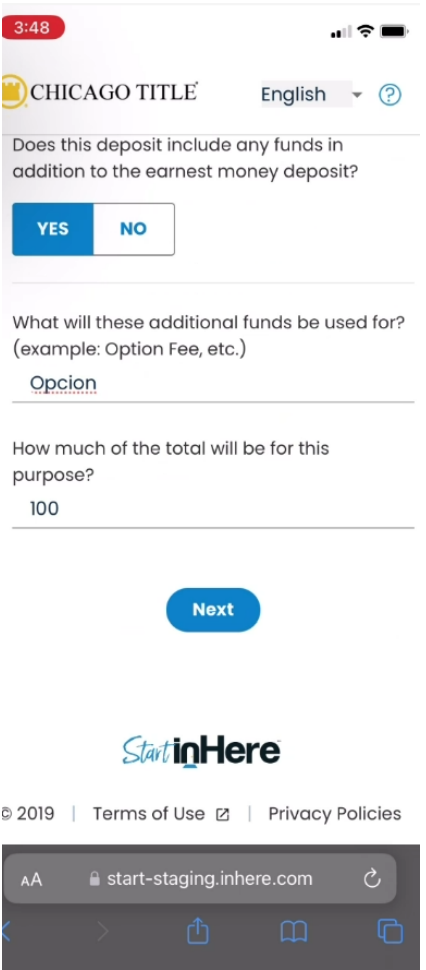 3:48
CHICAGO TITLE
English
Does this deposit include any funds in
addition to the earnest money deposit?
YES NO
What will these additional funds be used for?
(example: Option Fee, etc.)
Opcion
How much of the total will be for this
purpose?
100
Next
Start inHere
© 2019 | Terms of Use | Privacy Policies
AA start-staging.inhere.com